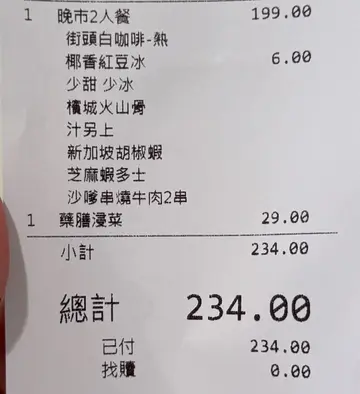 1 晚市2人餐 199.00
街頭白咖啡-熱
椰香紅荳冰 6.00
少甜 少冰
檳城火山骨
汁另上
新加坡胡椒蝦
芝麻蝦多士
沙嗲串燒牛肉2串
1 藥膳浸菜 29.00
小計 234.00
總計 234.00
已付 234.00
找贖 0.00